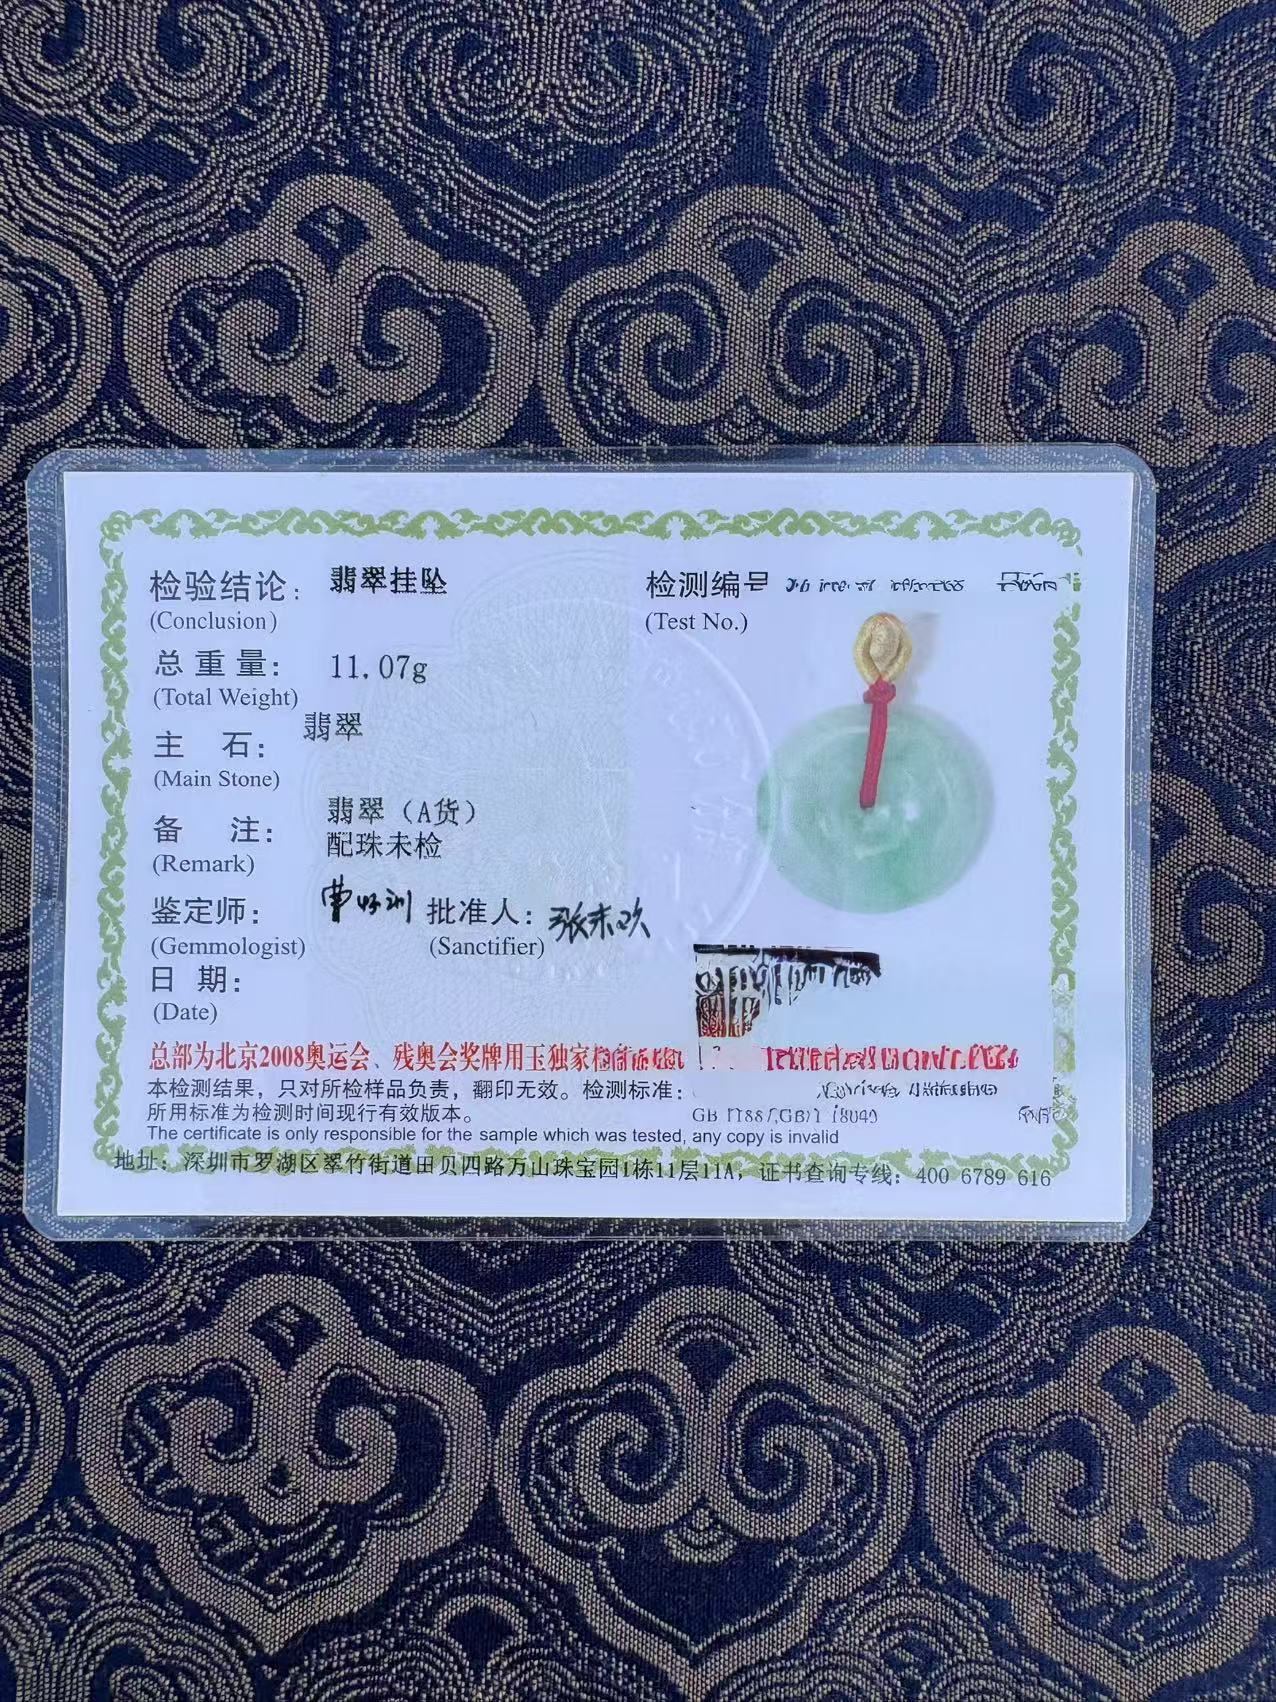 检验结论： 翡翠挂坠
(Conclusion)
检测编号
(Test No.)
总重量： 11.07g
(Total Weight)
主 石： 翡翠
(Main Stone)
备 注： 翡翠（A货）
配珠未检
(Remark)
鉴定师： 批准人：
(Gemmologist) (Sanctifier)
日 期：
(Date)
总部为北京2008奥运会、残奥会奖牌用玉独家
本检测结果，只对所检样品负责，翻印无效。检测标准：
所用标准为检测时间现行有效版本。
The certificate is only responsible for the sample which was tested, any copy is invalid
地址：深圳市罗湖区翠竹街道田贝四路万山珠宝园1栋11层11A，证书查询专线：400 6789 616